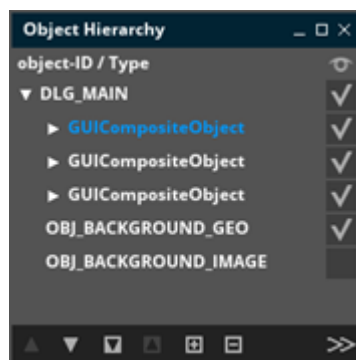 Object Hierarchy
object-ID / Type
DLG_MAIN
GUICompositeObject
GUICompositeObject
GUICompositeObject
OBJ_BACKGROUND_GEO
OBJ_BACKGROUND_IMAGE